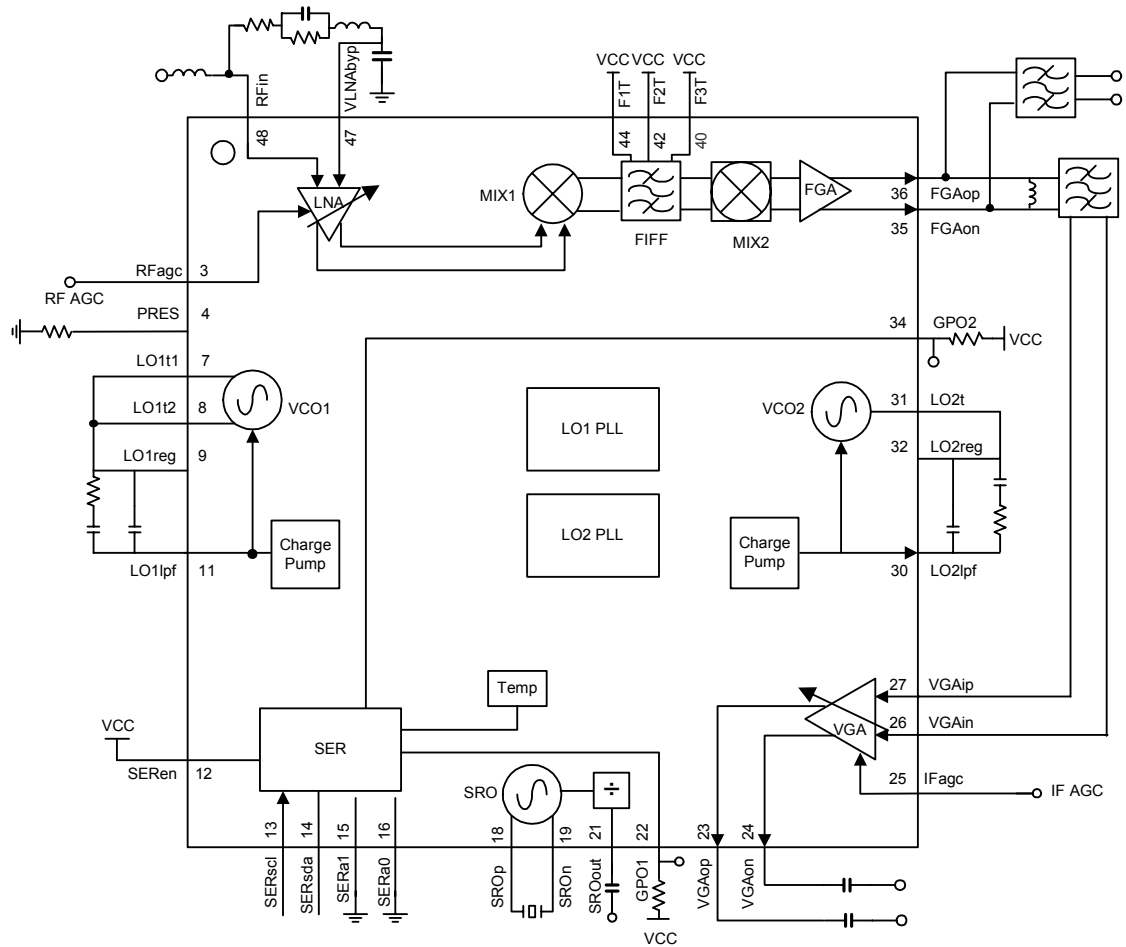 RFin
VLNAbyp
VCC VCC VCC
F1T
F2T
F3T
48
47
44
42
40
LNA
MIX1
FIFF
MIX2
FGA
36
FGAop
35
FGAon
RFagc
3
RF AGC
PRES
4
34
GPO2
VCC
LO1t1
7
LO1t2
8
VCO1
LO1reg
9
LO1 PLL
VCO2
31
LO2t
32
LO2reg
LO2 PLL
Charge
Pump
Charge
Pump
LO1lpf
11
30
LO2lpf
Temp
27
VGAip
VGA
26
VGAin
25
IFagc
IF AGC
VCC
SERen
12
SER
SRO
÷
13
14
15
16
18
19
21
22
23
24
SERscl
SERsda
SERa1
SERa0
SROp
SROn
SROout
GPO1
VGAop
VGAon
VCC